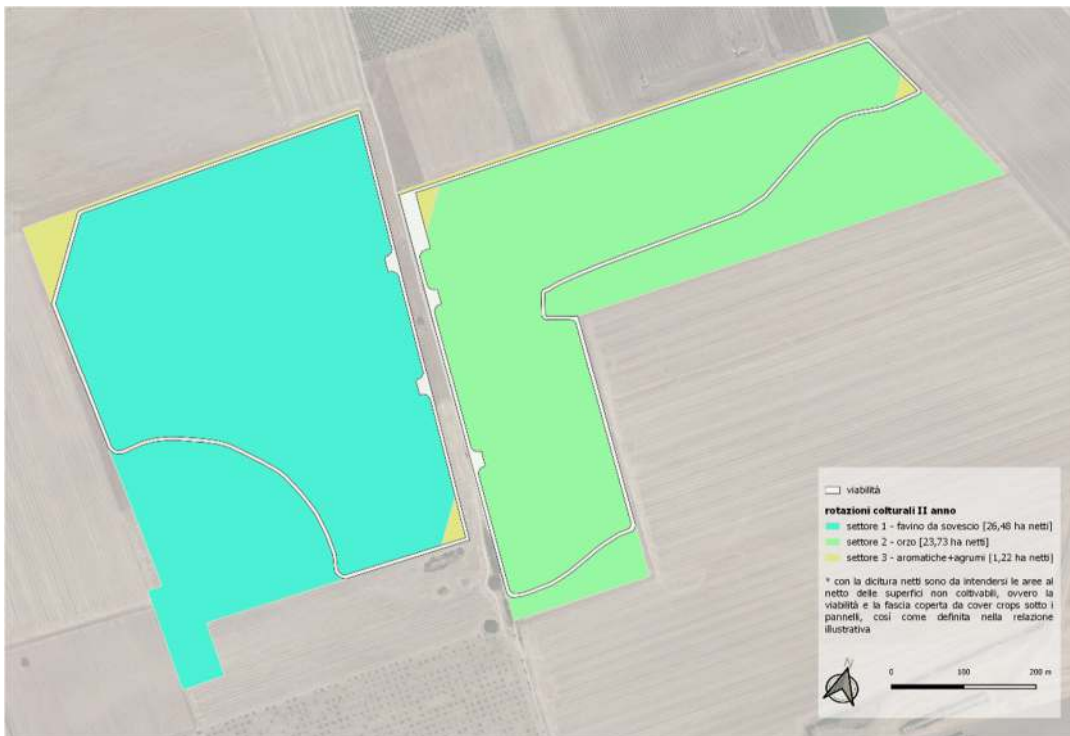 viabilità
rotazioni colturali II anno
settore 1 - favino da sovescio [26,48 ha netti]
settore 2 - orzo [23,73 ha netti]
settore 3 - aromatiche+agrumi [1,22 ha netti]
* con la dicitura netti sono da intendersi le aree al
netto delle superfici non coltivabili, ovvero la
viabilità e la fascia coperta da cover crops sotto i
pannelli, così come definita nella relazione
illustrativa
N
0 100 200 m